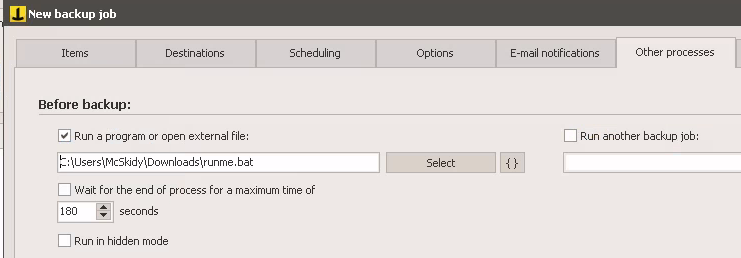 New backup job
Items Destinations Scheduling Options E-mail notifications Other processes
Before backup:
Run a program or open external file: Run another backup job:
C:\Users\McSkidy\Downloads\runme.bat Select { }
Wait for the end of process for a maximum time of
180 seconds
Run in hidden mode